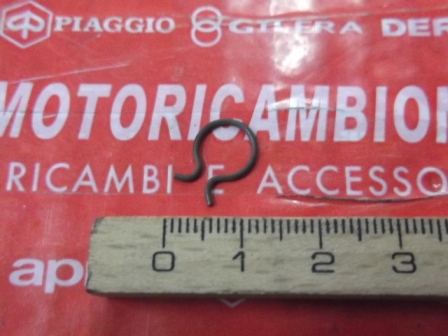 PIAGGIO GILERA DER
MOTORICAMBION
RICAMBI E ACCESSO
0 1 2 3
ap